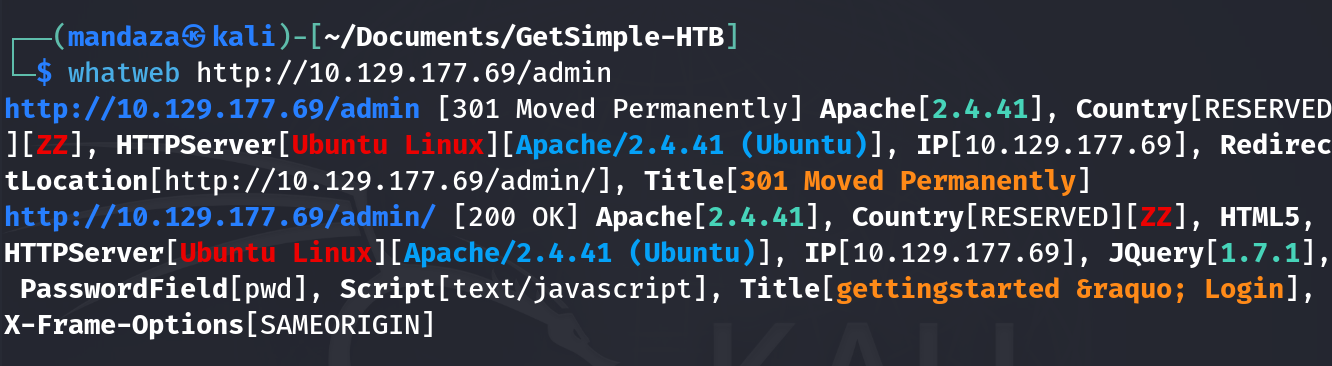 ┌──(mandaza㉿kali)-[~/Documents/GetSimple-HTB]
└─$ whatweb http://10.129.177.69/admin
http://10.129.177.69/admin [301 Moved Permanently] Apache[2.4.41], Country[RESERVED
][ZZ], HTTPServer[Ubuntu Linux][Apache/2.4.41 (Ubuntu)], IP[10.129.177.69], Redirec
tLocation[http://10.129.177.69/admin/], Title[301 Moved Permanently]
http://10.129.177.69/admin/ [200 OK] Apache[2.4.41], Country[RESERVED][ZZ], HTML5,
HTTPServer[Ubuntu Linux][Apache/2.4.41 (Ubuntu)], IP[10.129.177.69], JQuery[1.7.1],
 PasswordField[pwd], Script[text/javascript], Title[gettingstarted &raquo; Login],
X-Frame-Options[SAMEORIGIN]
KALI